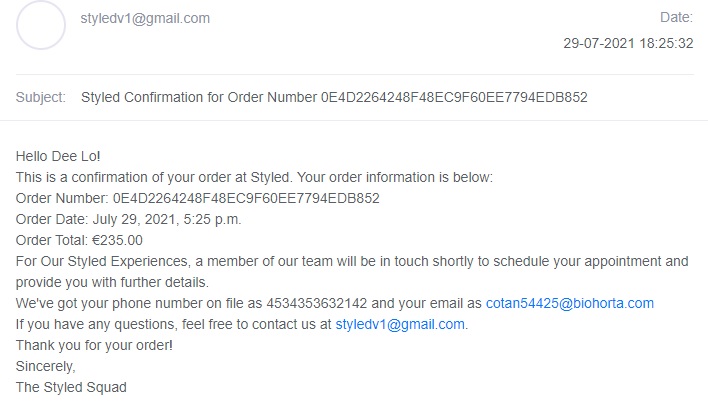 styledv1@gmail.com
Date:
29-07-2021 18:25:32
Subject: Styled Confirmation for Order Number 0E4D2264248F48EC9F60EE7794EDB852
Hello Dee Lo!
This is a confirmation of your order at Styled. Your order information is below:
Order Number: 0E4D2264248F48EC9F60EE7794EDB852
Order Date: July 29, 2021, 5:25 p.m.
Order Total: €235.00
For Our Styled Experiences, a member of our team will be in touch shortly to schedule your appointment and
provide you with further details.
We've got your phone number on file as 4534353632142 and your email as cotan54425@biohorta.com
If you have any questions, feel free to contact us at styledv1@gmail.com.
Thank you for your order!
Sincerely,
The Styled Squad